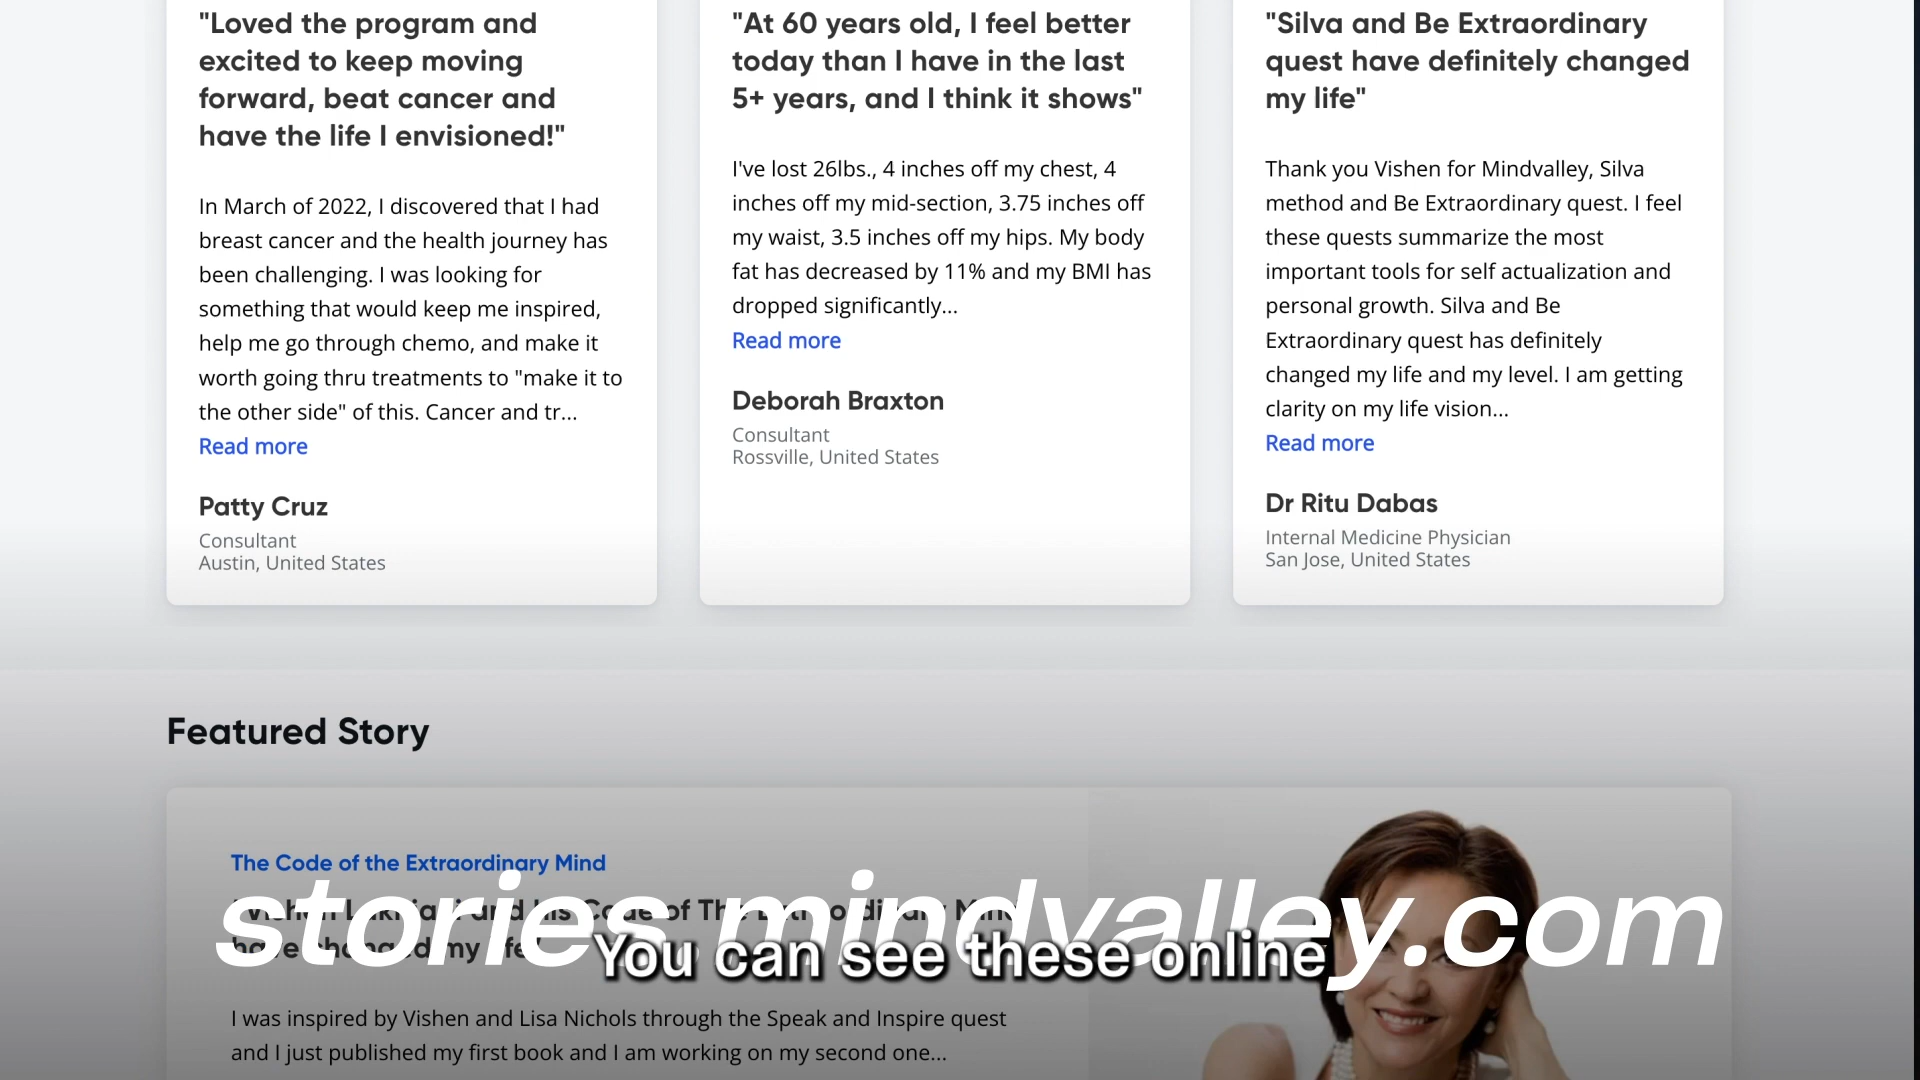 "Loved the program and
excited to keep moving
forward, beat cancer and
have the life I envisioned!"
In March of 2022, I discovered that I had
breast cancer and the health journey has
been challenging. I was looking for
something that would keep me inspired,
help me go through chemo, and make it
worth going thru treatments to "make it to
the other side" of this. Cancer and tr...
Read more
Patty Cruz
Consultant
Austin, United States
"At 60 years old, I feel better
today than I have in the last
5+ years, and I think it shows"
I've lost 26lbs., 4 inches off my chest, 4
inches off my mid-section, 3.75 inches off
my waist, 3.5 inches off my hips. My body
fat has decreased by 11% and my BMI has
dropped significantly...
Read more
Deborah Braxton
Consultant
Rossville, United States
"Silva and Be Extraordinary
quest have definitely changed
my life"
Thank you Vishen for Mindvalley, Silva
method and Be Extraordinary quest. I feel
these quests summarize the most
important tools for self actualization and
personal growth. Silva and Be
Extraordinary quest has definitely
changed my life and my level. I am getting
clarity on my life vision...
Read more
Dr Ritu Dabas
Internal Medicine Physician
San Jose, United States
Featured Story
The Code of the Extraordinary Mind
"Vishen Lakhiani and his Code of The Extraordinary Mind
have changed my life"
stories.mindvalley.com
You can see these online
I was inspired by Vishen and Lisa Nichols through the Speak and Inspire quest
and I just published my first book and I am working on my second one...